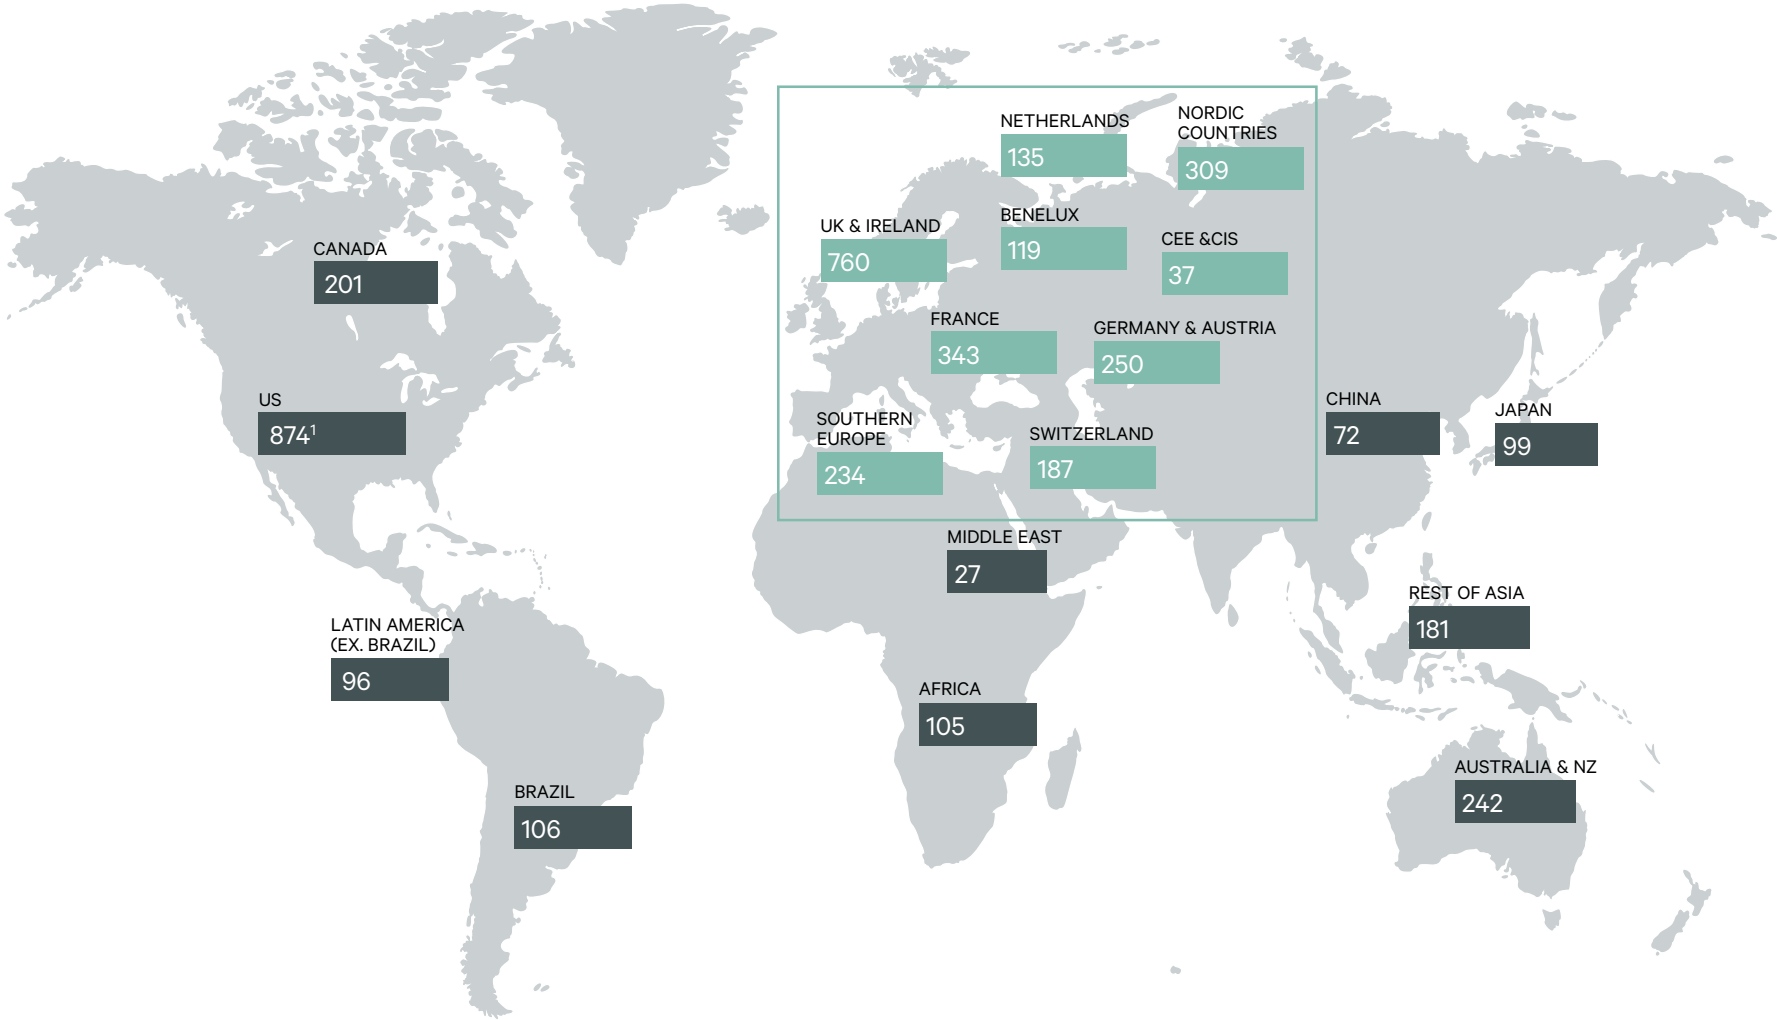 NETHERLANDS
135
NORDIC
COUNTRIES
309
UK & IRELAND
760
BENELUX
119
CEE &CIS
37
CANADA
201
FRANCE
343
GERMANY & AUSTRIA
250
US
874¹
SOUTHERN
EUROPE
234
SWITZERLAND
187
CHINA
72
JAPAN
99
MIDDLE EAST
27
REST OF ASIA
181
LATIN AMERICA
(EX. BRAZIL)
96
AFRICA
105
BRAZIL
106
AUSTRALIA & NZ
242